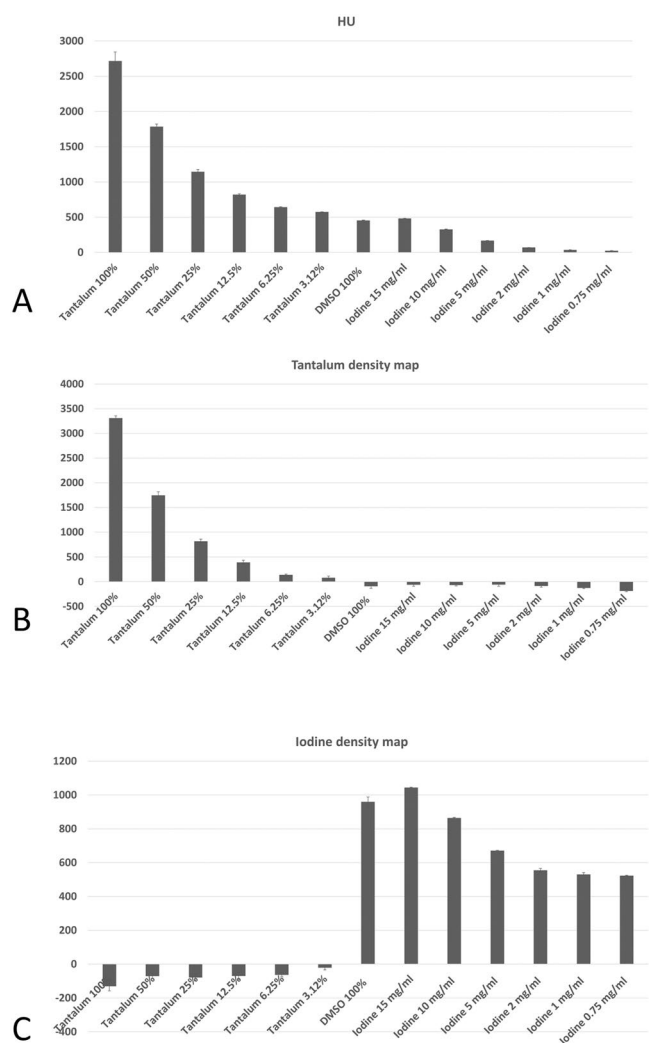 HU
3000
2500
2000
1500
1000
500
0
Tantalum 100%
Tantalum 50%
Tantalum 25%
Tantalum 12.5%
Tantalum 6.25%
Tantalum 3.12%
DMSO 100%
Iodine 15 mg/ml
Iodine 10 mg/ml
Iodine 5 mg/ml
Iodine 2 mg/ml
Iodine 1 mg/ml
Iodine 0.75 mg/ml
A
Tantalum density map
4000
3500
3000
2500
2000
1500
1000
500
0
-500
Tantalum 100%
Tantalum 50%
Tantalum 25%
Tantalum 12.5%
Tantalum 6.25%
Tantalum 3.12%
DMSO 100%
Iodine 15 mg/ml
Iodine 10 mg/ml
Iodine 5 mg/ml
Iodine 2 mg/ml
Iodine 1 mg/ml
Iodine 0.75 mg/ml
B
Iodine density map
1200
1000
800
600
400
200
0
-200
-400
Tantalum 100%
Tantalum 50%
Tantalum 25%
Tantalum 12.5%
Tantalum 6.25%
Tantalum 3.12%
DMSO 100%
Iodine 15 mg/ml
Iodine 10 mg/ml
Iodine 5 mg/ml
Iodine 2 mg/ml
Iodine 1 mg/ml
Iodine 0.75 mg/ml
C